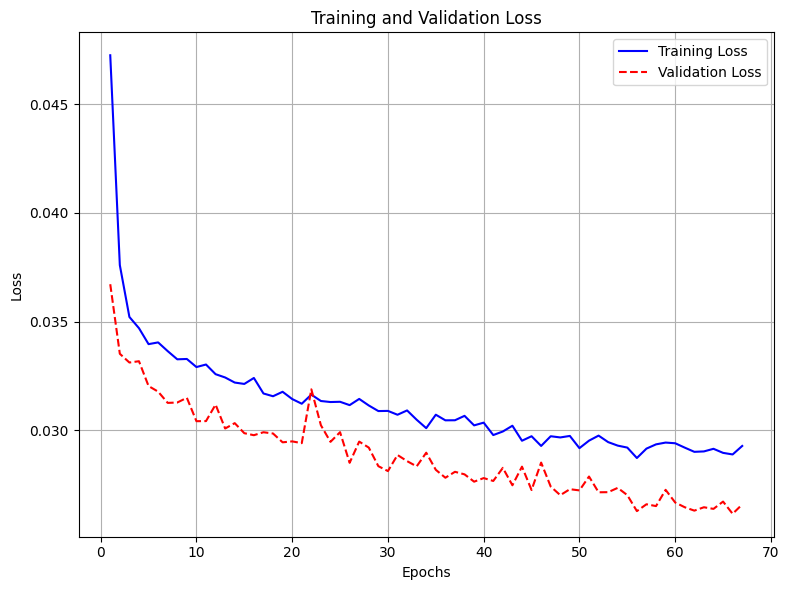 Training and Validation Loss
Training Loss
Validation Loss
Loss
0.045
0.040
0.035
0.030
0 10 20 30 40 50 60 70
Epochs